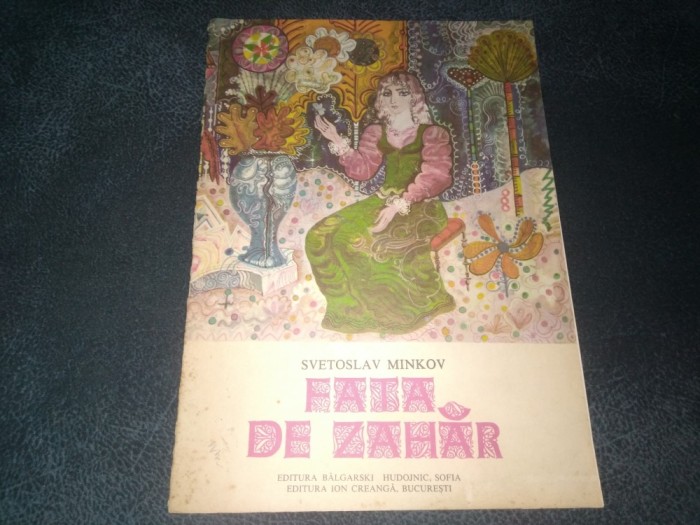 SVETOSLAV MINKOV
FATA
DE ZAHĂR
EDITURA BĂLGARSKI HUDOJNIC, SOFIA
EDITURA ION CREANGĂ, BUCUREȘTI